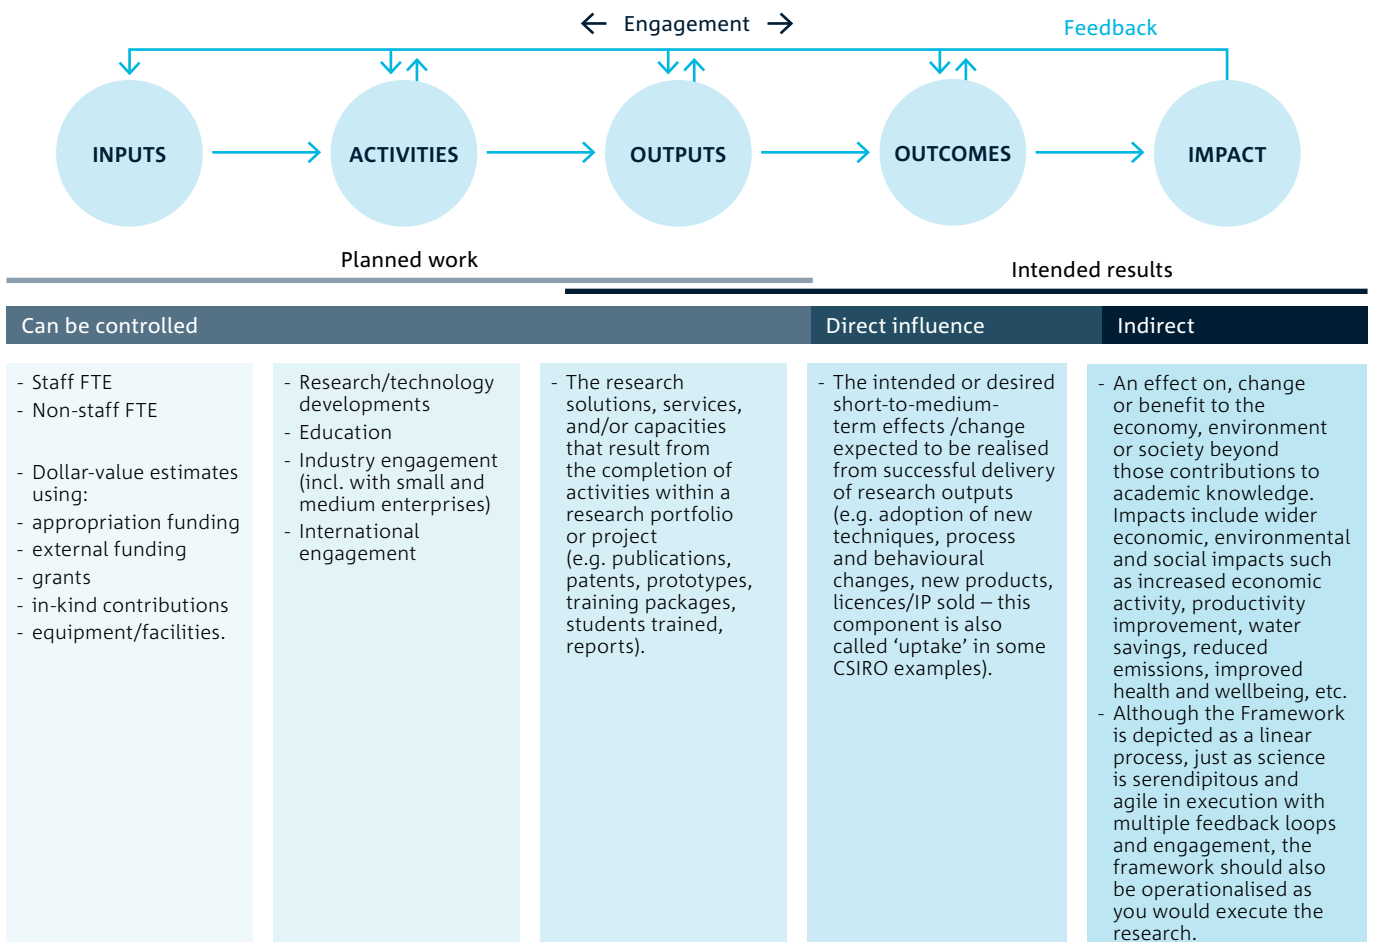 ← Engagement →
Feedback
INPUTS
ACTIVITIES
OUTPUTS
OUTCOMES
IMPACT
Planned work
Intended results
Can be controlled
Direct influence
Indirect
- Staff FTE
- Non-staff FTE
- Dollar-value estimates
using:
- appropriation funding
- external funding
- grants
- in-kind contributions
- equipment/facilities.
- Research/technology
developments
- Education
- Industry engagement
(incl. with small and
medium enterprises)
- International
engagement
- The research
solutions, services,
and/or capacities
that result from
the completion of
activities within a
research portfolio
or project
(e.g. publications,
patents, prototypes,
training packages,
students trained,
reports).
- The intended or desired
short-to-medium-
term effects /change
expected to be realised
from successful delivery
of research outputs
(e.g. adoption of new
techniques, process
and behavioural
changes, new products,
licences/IP sold – this
component is also
called ‘uptake’ in some
CSIRO examples).
- An effect on, change
or benefit to the
economy, environment
or society beyond
those contributions to
academic knowledge.
Impacts include wider
economic, environmental
and social impacts such
as increased economic
activity, productivity
improvement, water
savings, reduced
emissions, improved
health and wellbeing, etc.
- Although the Framework
is depicted as a linear
process, just as science
is serendipitous and
agile in execution with
multiple feedback loops
and engagement, the
framework should also
be operationalised as
you would execute the
research.